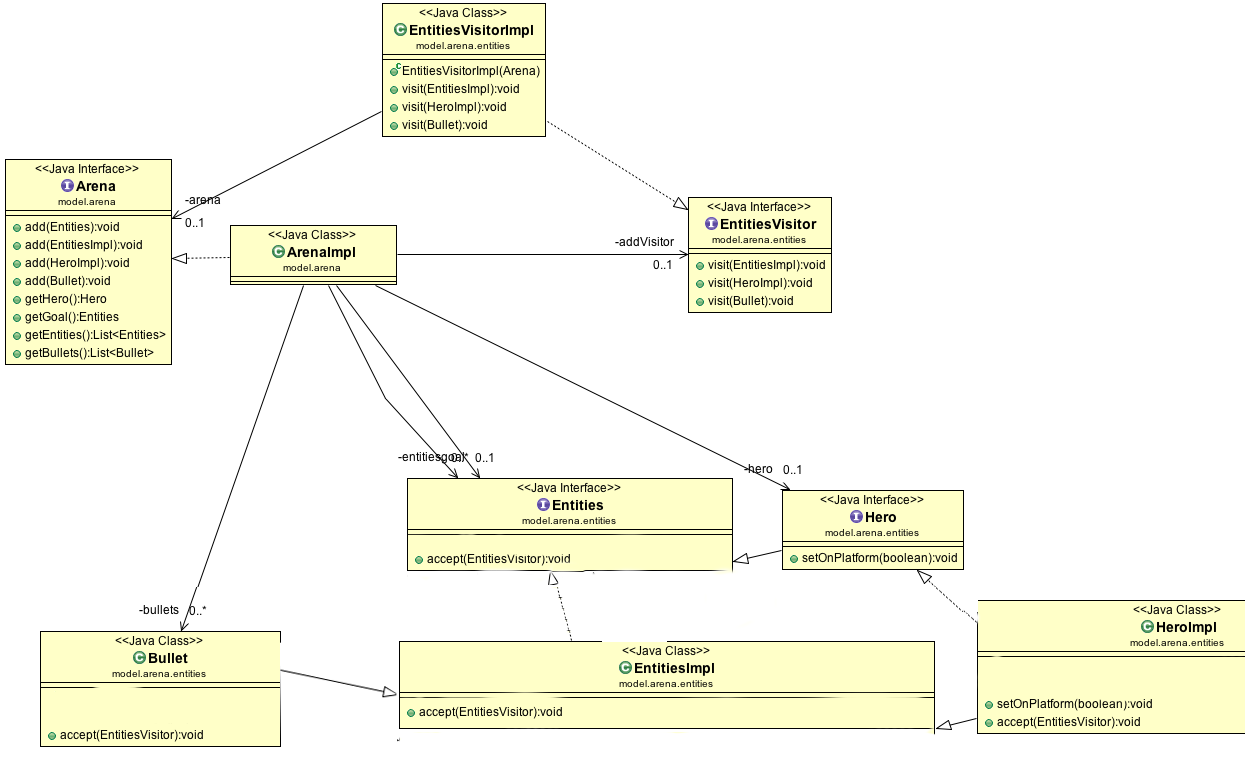 <<Java Class>>
EntitiesVisitorImpl
model.arena.entities
EntitiesVisitorImpl(Arena)
visit(EntitiesImpl):void
visit(HeroImpl):void
visit(Bullet):void
<<Java Interface>>
Arena
model.arena
add(Entities):void
add(EntitiesImpl):void
add(HeroImpl):void
add(Bullet):void
getHero():Hero
getGoal():Entities
getEntities():List<Entities>
getBullets():List<Bullet>
-arena
0..1
<<Java Class>>
ArenaImpl
model.arena
-addVisitor
0..1
<<Java Interface>>
EntitiesVisitor
model.arena.entities
visit(EntitiesImpl):void
visit(HeroImpl):void
visit(Bullet):void
-entities
0..1
-hero 0..1
<<Java Interface>>
Entities
model.arena.entities
accept(EntitiesVisitor):void
<<Java Interface>>
Hero
model.arena.entities
setOnPlatform(boolean):void
-bullets 0..*
<<Java Class>>
Bullet
model.arena.entities
accept(EntitiesVisitor):void
<<Java Class>>
EntitiesImpl
model.arena.entities
accept(EntitiesVisitor):void
<<Java Class>>
HeroImpl
model.arena.entities
setOnPlatform(boolean):void
accept(EntitiesVisitor):void